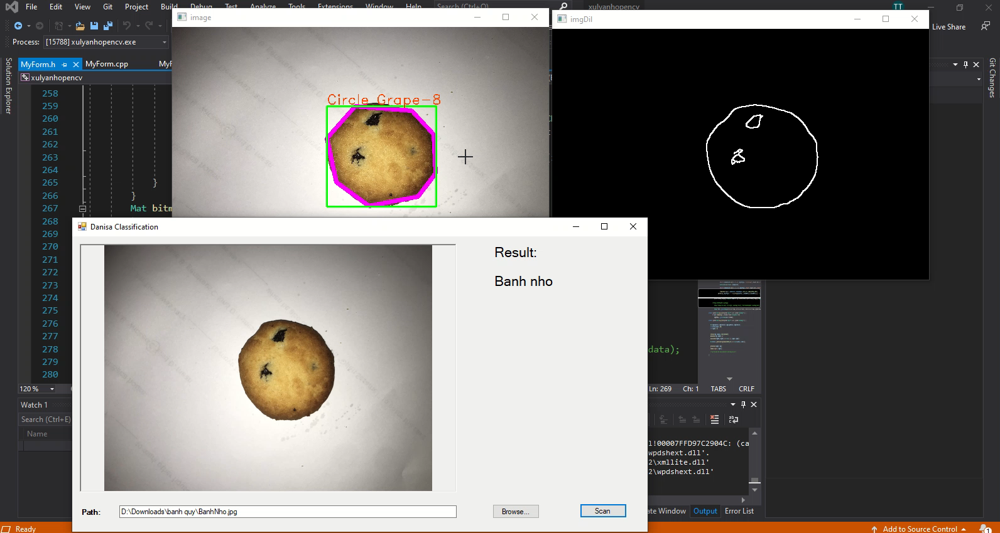 File Edit View Git Project Build Debug Test Analyze Tools Extensions Window Help Search (Ctrl+Q) xulyanhopencv TT
Live Share
Process: [15788] xulyanhopencv.exe
image
imgDil
Solution Explorer
Git Changes
MyForm.h MyForm.cpp MyF
xulyanhopencv
258
259
260
261
262
263
264
265 }
266 }
267 Mat bitm
268
269
270
271
272
273
274
275
276
277
278 data);
279
280
Circle Grape-8
Danisa Classification
Result:
Banh nho
Path: D:\Downloads\banh quy\BanhNho.jpg Browse... Scan
120 % Ln: 269 Ch: 1 TABS CRLF
Watch 1
Search (Ctrl+E)
Name
l!00007FFD97C2904C: (ca
wpdshext.dll'.
2\xmllite.dll'
2\wpdshext.dll'
ate Window Output Error List
Ready Add to Source Control 1